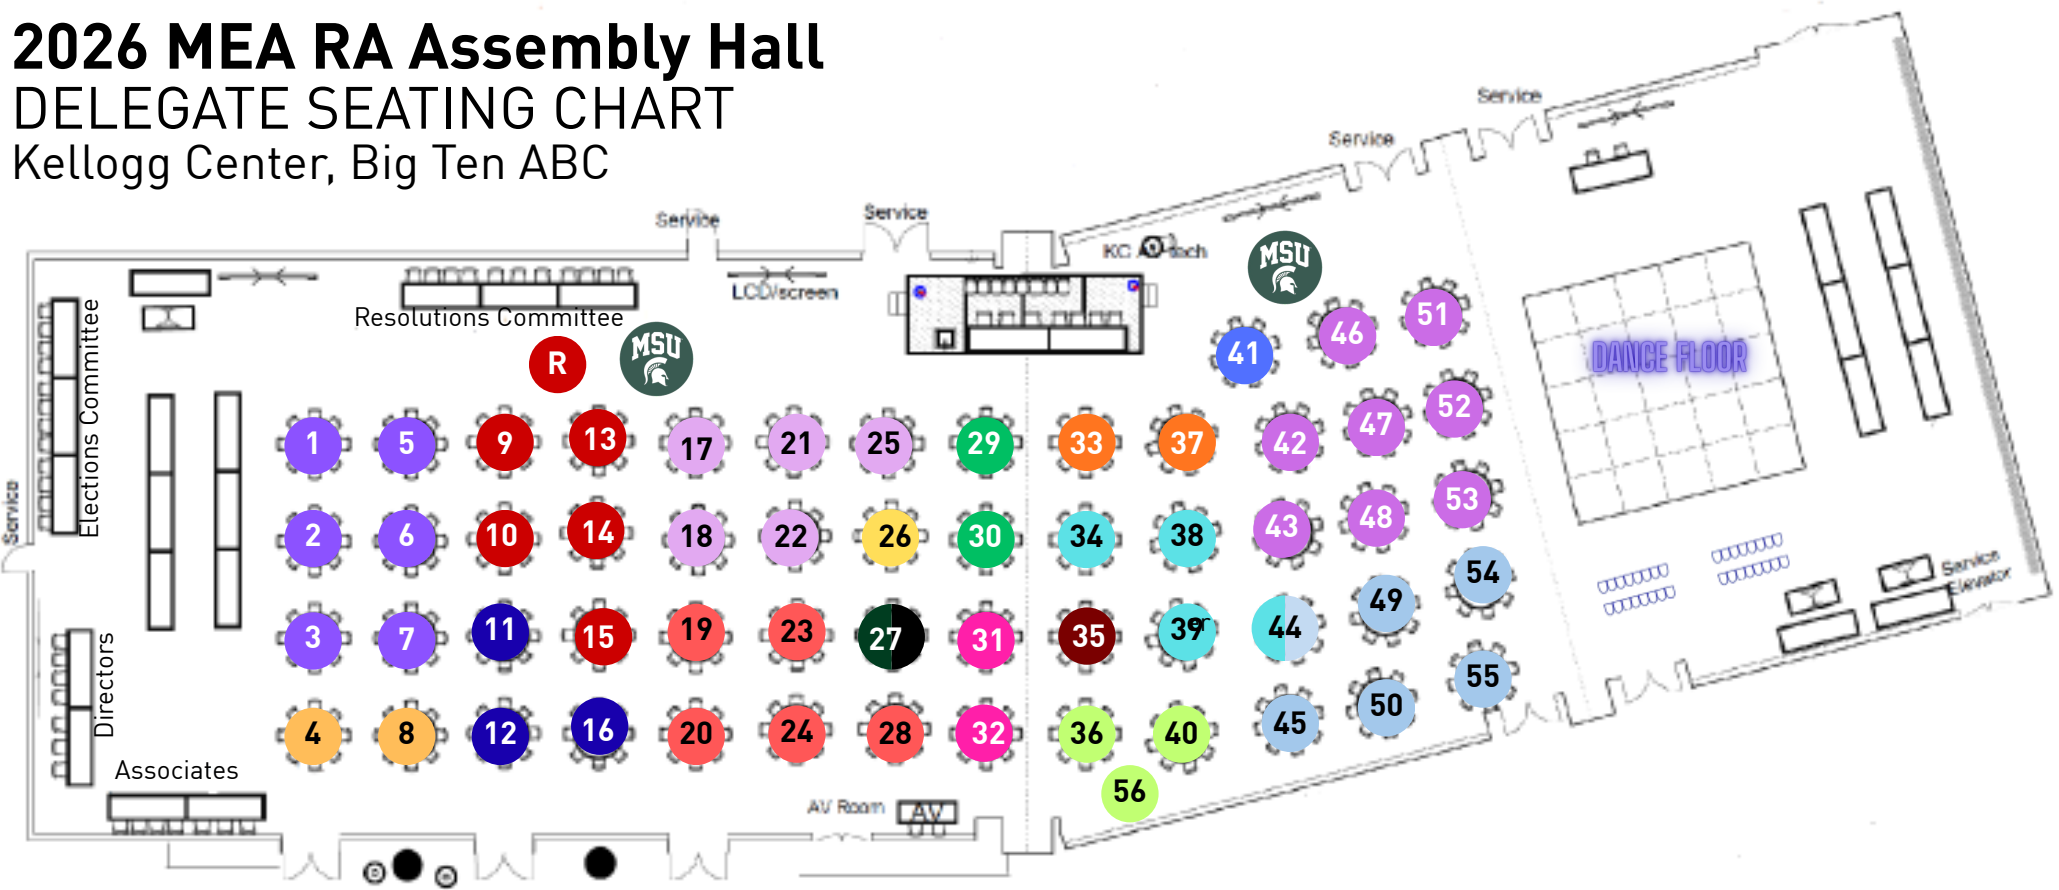 2026 MEA RA Assembly Hall
DELEGATE SEATING CHART
Kellogg Center, Big Ten ABC
Service
Service
Service
Service
KC AV tech
MSU
LCD/screen
Resolutions Committee
R
MSU
Elections Committee
Service
Directors
Associates
41
46
51
DANCE FLOOR
1
5
9
13
17
21
25
29
33
37
42
47
52
2
6
10
14
18
22
26
30
34
38
43
48
53
3
7
11
15
19
23
27
31
35
39
er
44
49
54
4
8
12
16
20
24
28
32
36
40
45
50
55
56
Service
Elevator
AV Room
AV